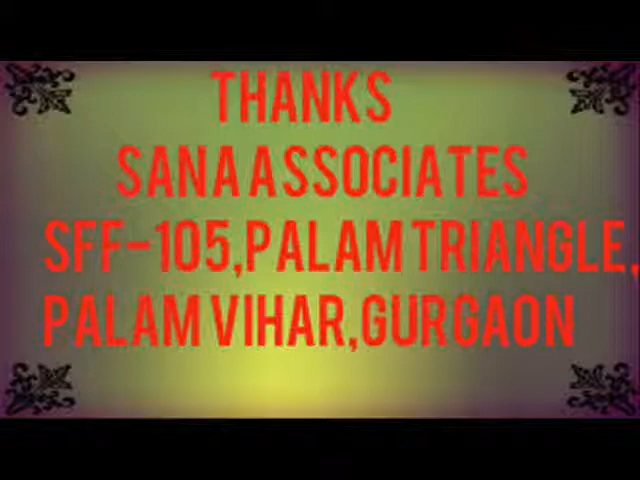 THANKS
SANA ASSOCIATES
SFF-105,PALAM TRIANGLE,
PALAM VIHAR,GURGAON